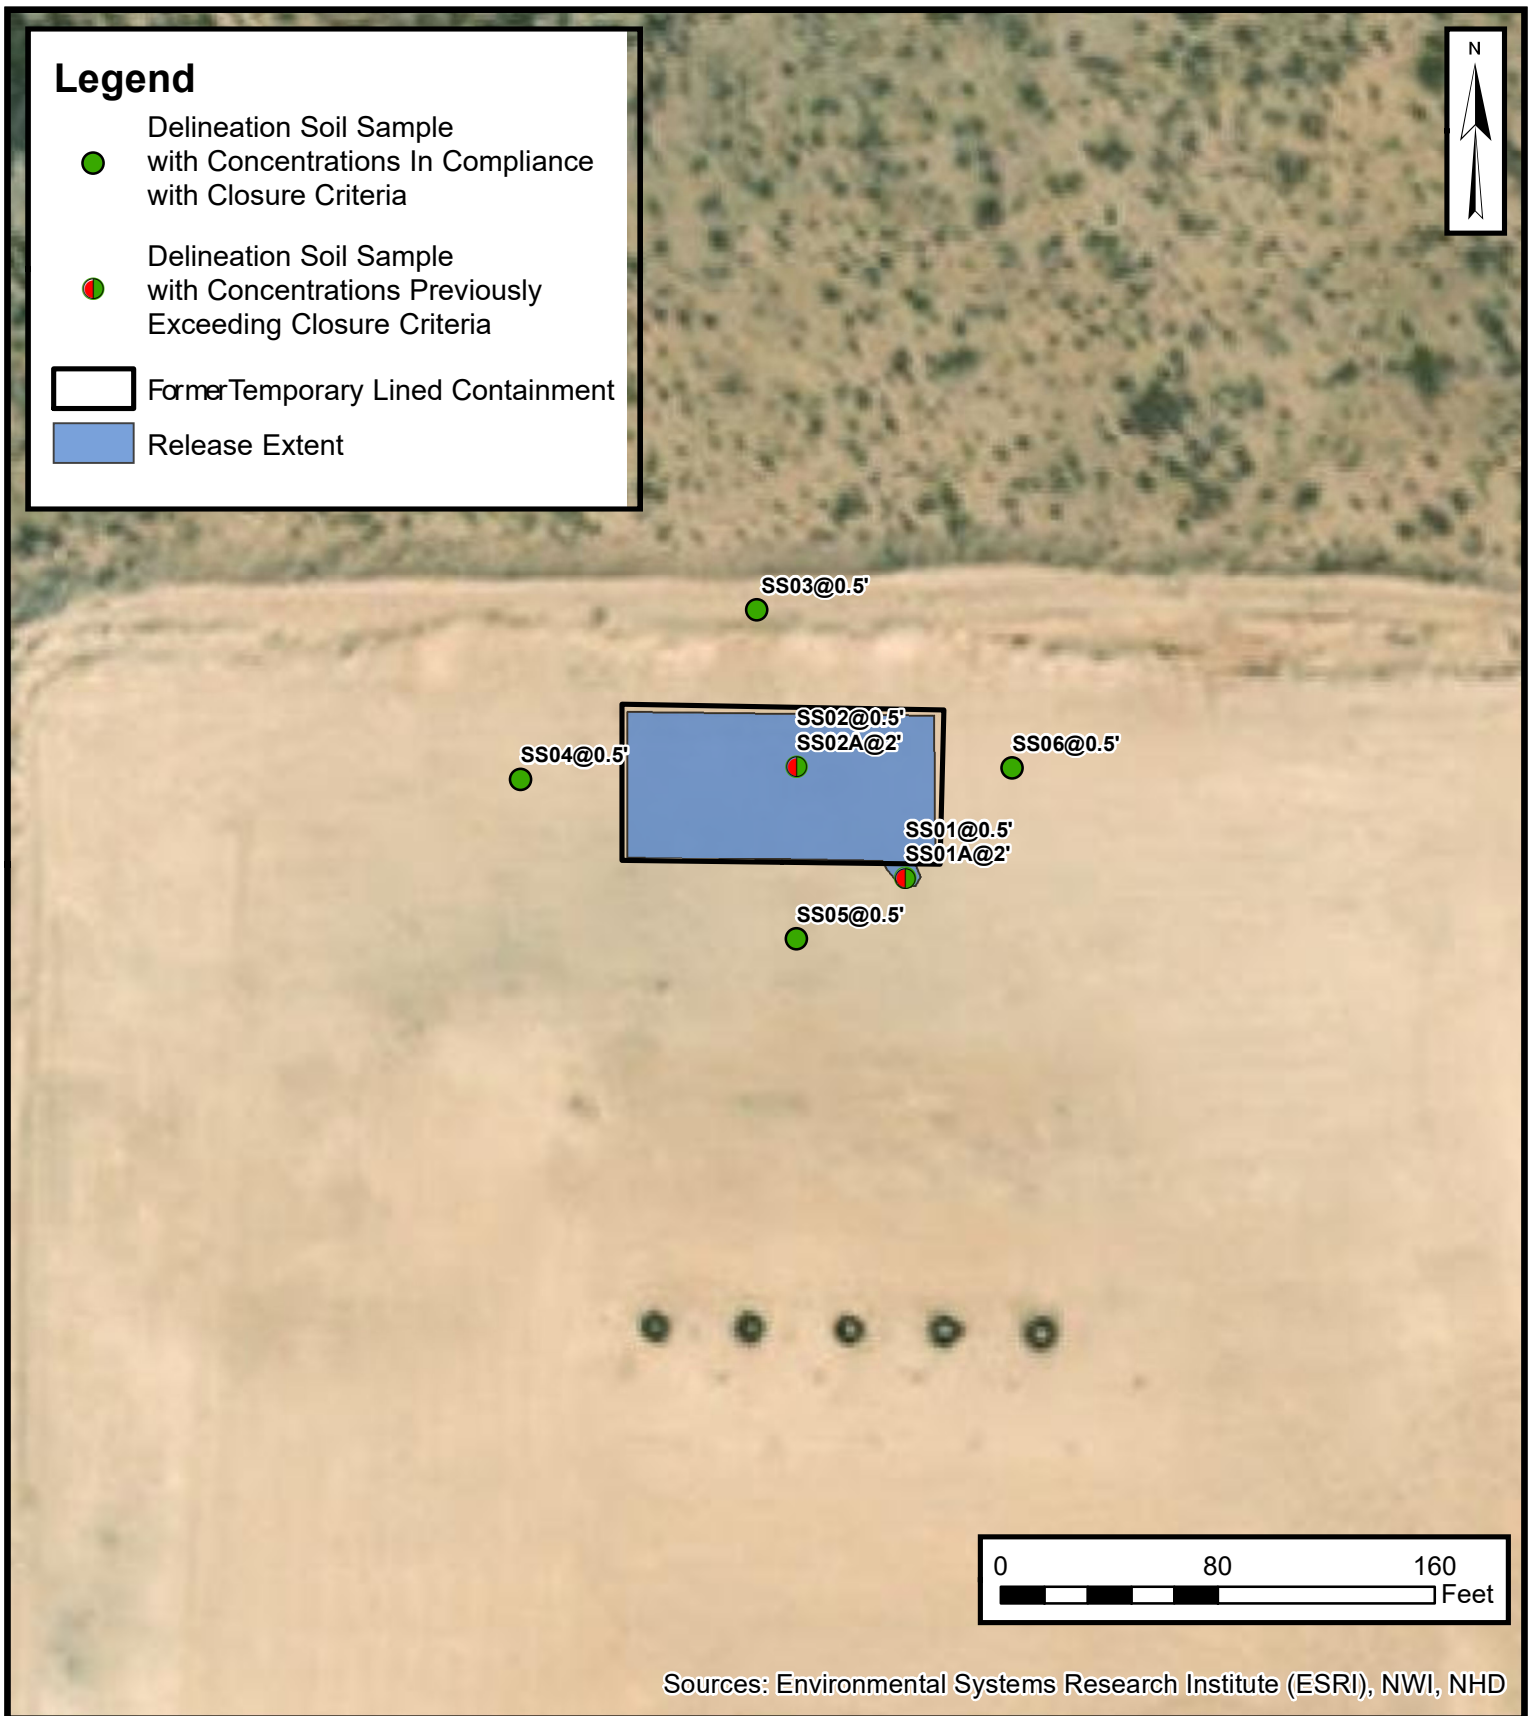 Legend
Delineation Soil Sample
with Concentrations In Compliance
with Closure Criteria
Delineation Soil Sample
with Concentrations Previously
Exceeding Closure Criteria
Former Temporary Lined Containment
Release Extent
N
SS03@0.5'
SS02@0.5'
SS02A@2'
SS04@0.5'
SS06@0.5'
SS01@0.5'
SS01A@2'
SS05@0.5'
0 80 160
Feet
Sources: Environmental Systems Research Institute (ESRI), NWI, NHD